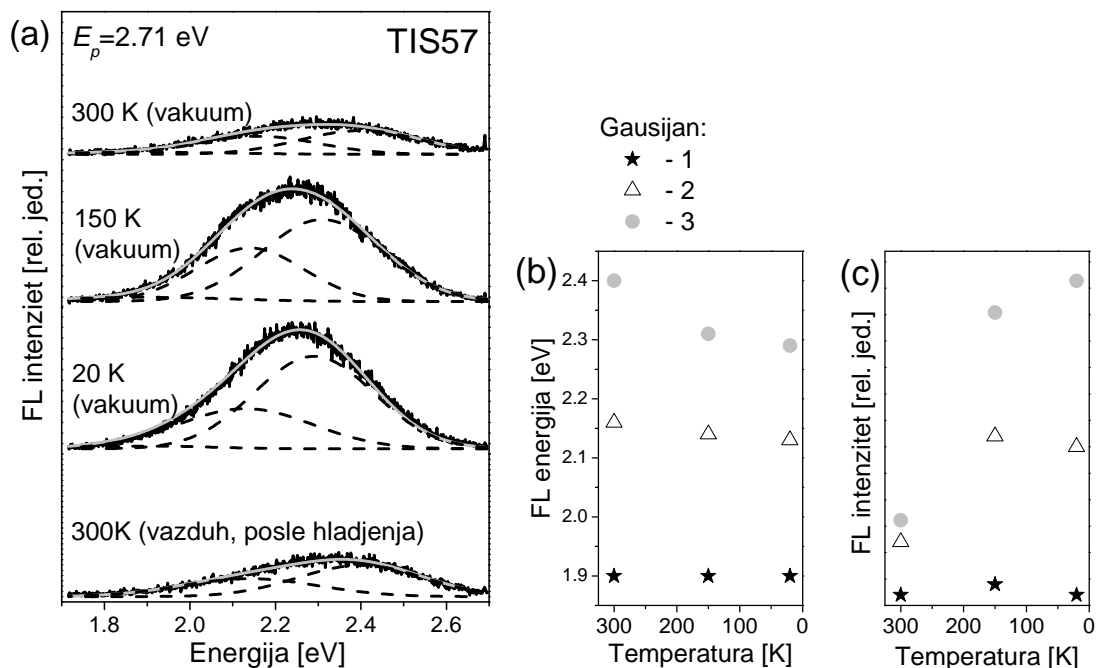 (a)
E_p=2.71 eV
TIS57
300 K (vakuum)
150 K
(vakuum)
20 K
(vakuum)
300K (vazduh, posle hladjenja)
FL intenziet [rel. jed.]
1.8 2.0 2.2 2.4 2.6
Energija [eV]
Gausijan:
- 1
- 2
- 3
(b)
2.4
2.3
2.2
2.1
2.0
1.9
FL energija [eV]
300 200 100 0
Temperatura [K]
(c)
FL intenzitet [rel. jed.]
300 200 100 0
Temperatura [K]